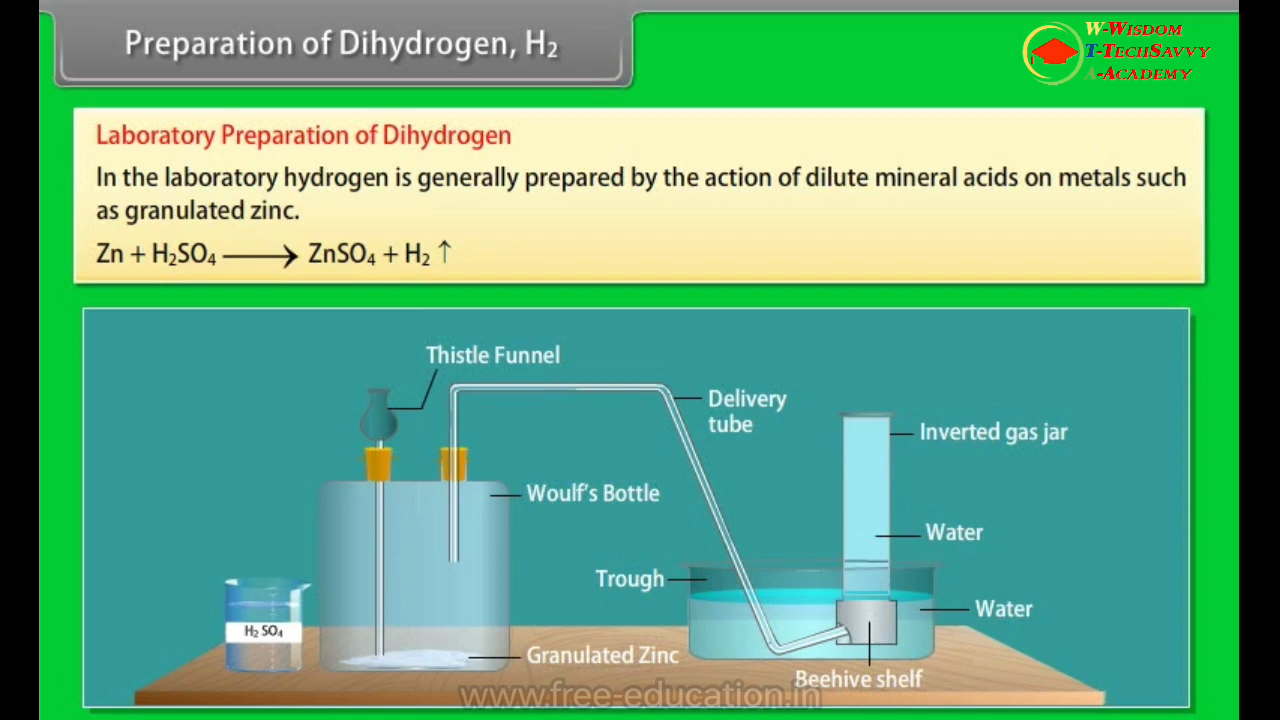 Preparation of Dihydrogen, H₂
W-Wisdom
T-TechSavvy
A-Academy
Laboratory Preparation of Dihydrogen
In the laboratory hydrogen is generally prepared by the action of dilute mineral acids on metals such
as granulated zinc.
Zn + H₂SO₄ ⟶ ZnSO₄ + H₂ ↑
Thistle Funnel
Delivery
tube
Inverted gas jar
Woulf's Bottle
Water
Trough
Water
H₂ SO₄
Granulated Zinc
Beehive shelf
www.free-education.in